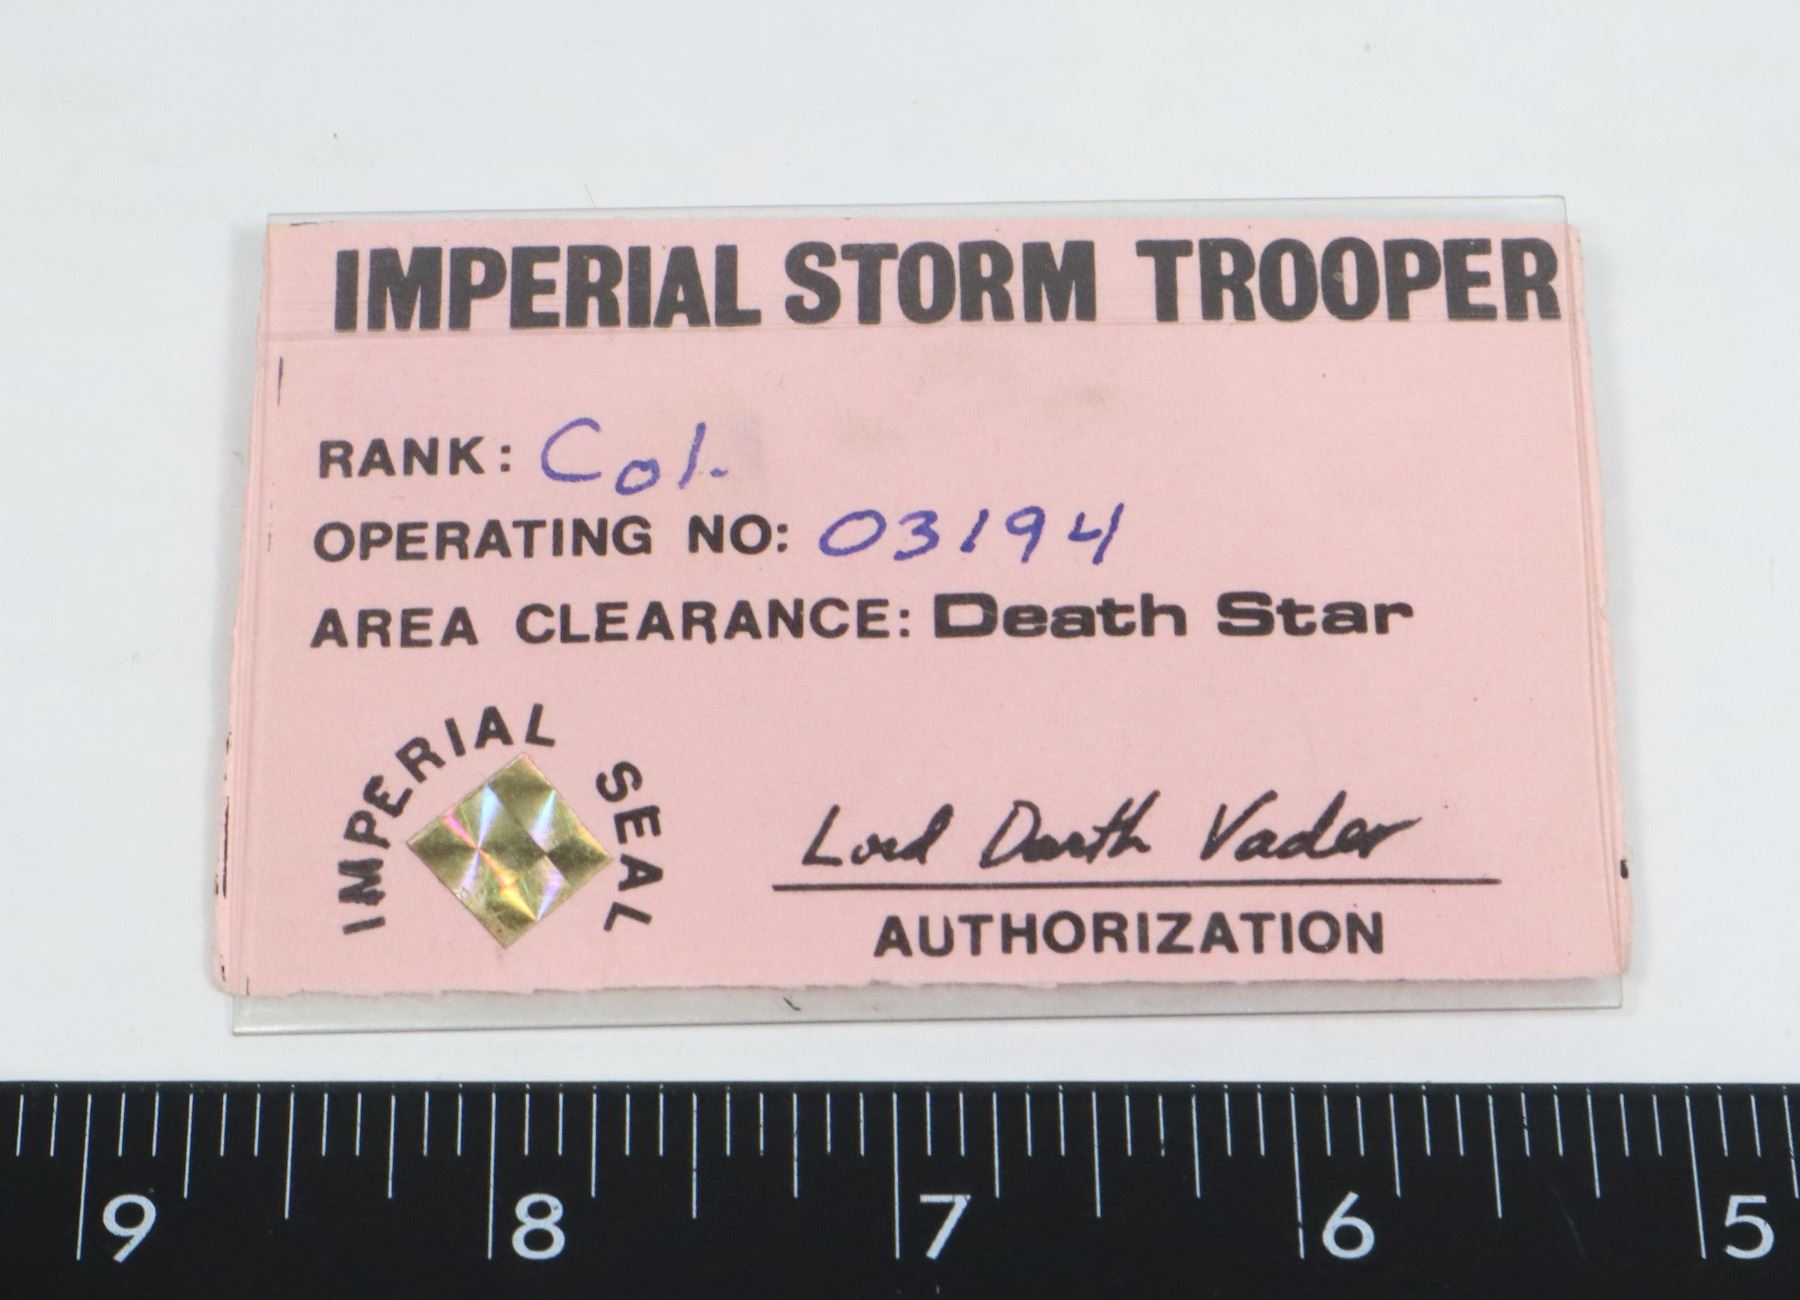 IMPERIAL STORM TROOPER
RANK: Col.
OPERATING NO: 03194
AREA CLEARANCE: Death Star
IMPERIAL SEAL
Lord Darth Vader
AUTHORIZATION
9 8 7 6 5